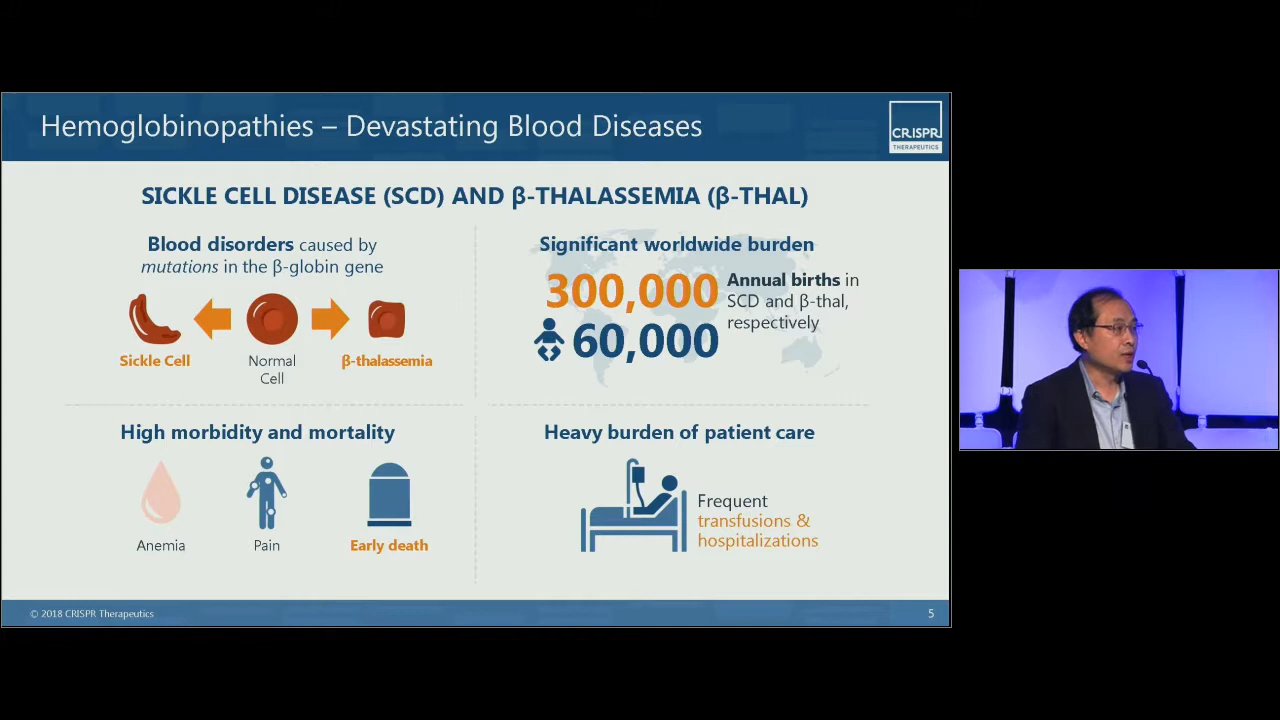 Hemoglobinopathies – Devastating Blood Diseases
CRISPR
THERAPEUTICS
SICKLE CELL DISEASE (SCD) AND β-THALASSEMIA (β-THAL)
Blood disorders caused by
mutations in the β-globin gene
Sickle Cell
Normal
Cell
β-thalassemia
Significant worldwide burden
300,000
60,000
Annual births in
SCD and β-thal,
respectively
High morbidity and mortality
Anemia
Pain
Early death
Heavy burden of patient care
Frequent
transfusions &
hospitalizations
© 2018 CRISPR Therapeutics
5